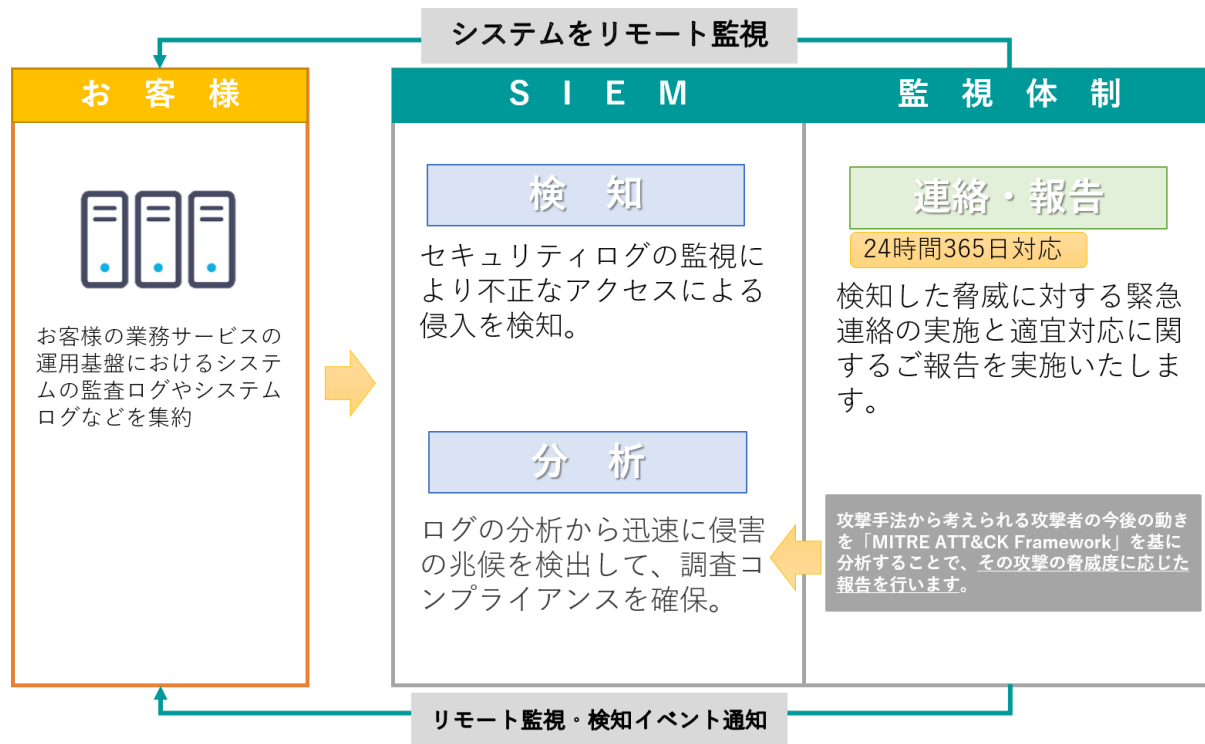 システムをリモート監視
お 客 様
お客様の業務サービスの
運用基盤におけるシステ
ムの監査ログやシステム
ログなどを集約
S I E M
検 知
セキュリティログの監視に
より不正なアクセスによる
侵入を検知。
分 析
ログの分析から迅速に侵害
の兆候を検出して、調査コ
ンプライアンスを確保。
監 視 体 制
連絡・報告
24時間365日対応
検知した脅威に対する緊急
連絡の実施と適宜対応に関
するご報告を実施いたしま
す。
攻撃手法から考えられる攻撃者の今後の動き
を「MITRE ATT&CK Framework」を基に
分析することで、その攻撃の脅威度に応じた
報告を行います。
リモート監視・検知イベント通知